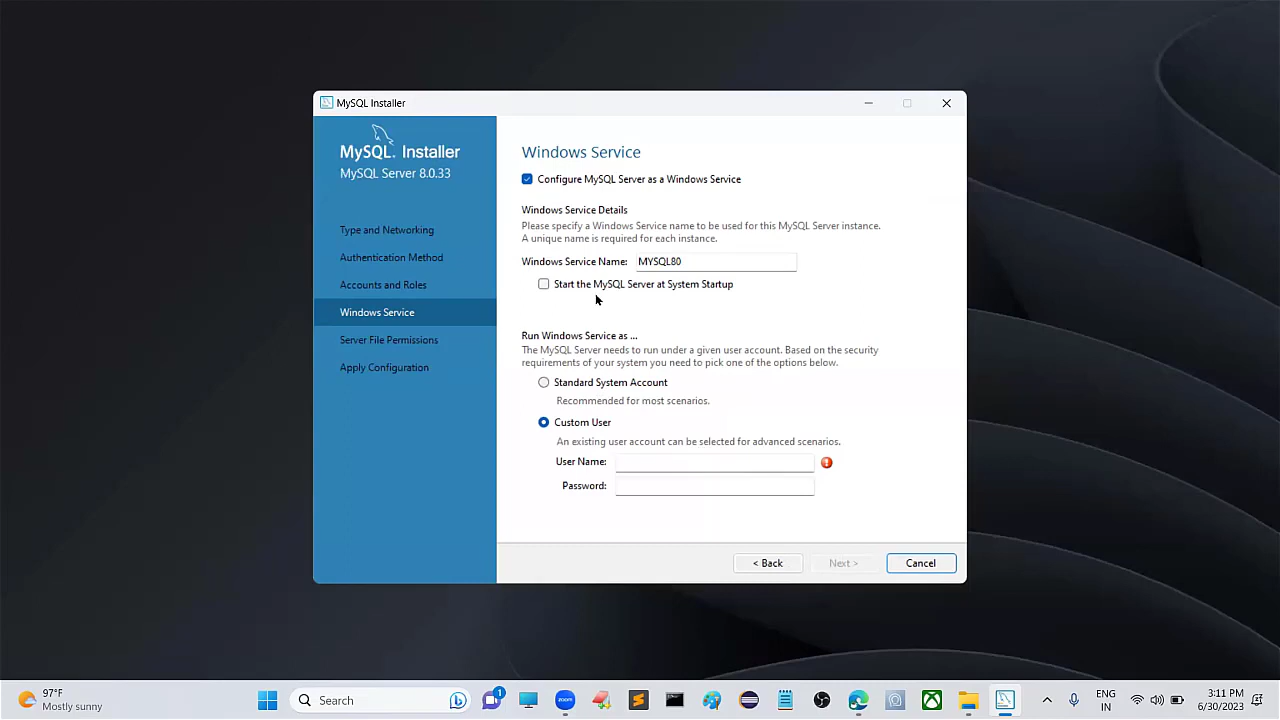 MySQL Installer
MySQL. Installer
MySQL Server 8.0.33
Type and Networking
Authentication Method
Accounts and Roles
Windows Service
Server File Permissions
Apply Configuration
Windows Service
Configure MySQL Server as a Windows Service
Windows Service Details
Please specify a Windows Service name to be used for this MySQL Server instance.
A unique name is required for each instance.
Windows Service Name: MYSQL80
Start the MySQL Server at System Startup
Run Windows Service as ...
The MySQL Server needs to run under a given user account. Based on the security
requirements of your system you need to pick one of the options below.
Standard System Account
Recommended for most scenarios.
Custom User
An existing user account can be selected for advanced scenarios.
User Name:
Password:
< Back Next > Cancel
97°F
Mostly sunny
Search
1
zoom
ENG
IN
3:11 PM
6/30/2023